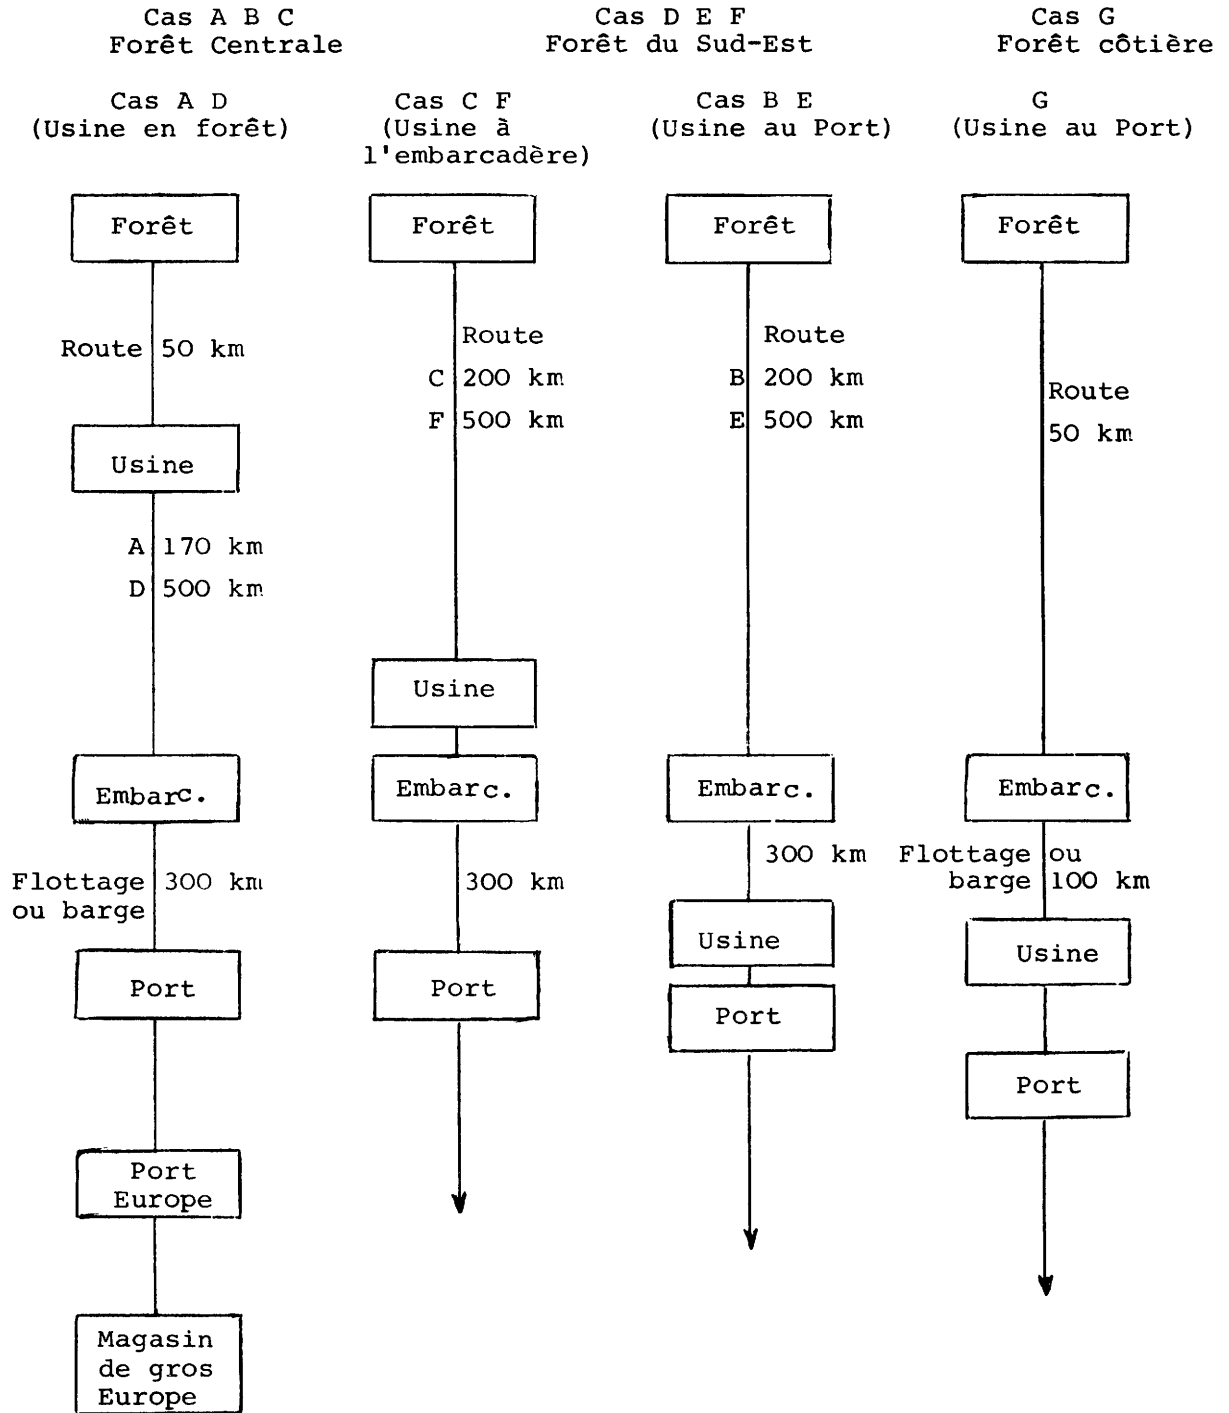 Cas A B C
Forêt Centrale
Cas D E F
Forêt du Sud-Est
Cas G
Forêt côtière
Cas A D
(Usine en forêt)
Cas C F
(Usine à
l'embarcadère)
Cas B E
(Usine au Port)
G
(Usine au Port)
Forêt
Route 50 km
Usine
A 170 km
D 500 km
Embarc.
Flottage 300 km
ou barge
Port
Port
Europe
Magasin
de gros
Europe
Forêt
Route
C 200 km
F 500 km
Usine
Embarc.
300 km
Port
Forêt
Route
B 200 km
E 500 km
Embarc.
300 km
Usine
Port
Forêt
Route
50 km
Embarc.
Flottage ou
barge 100 km
Usine
Port